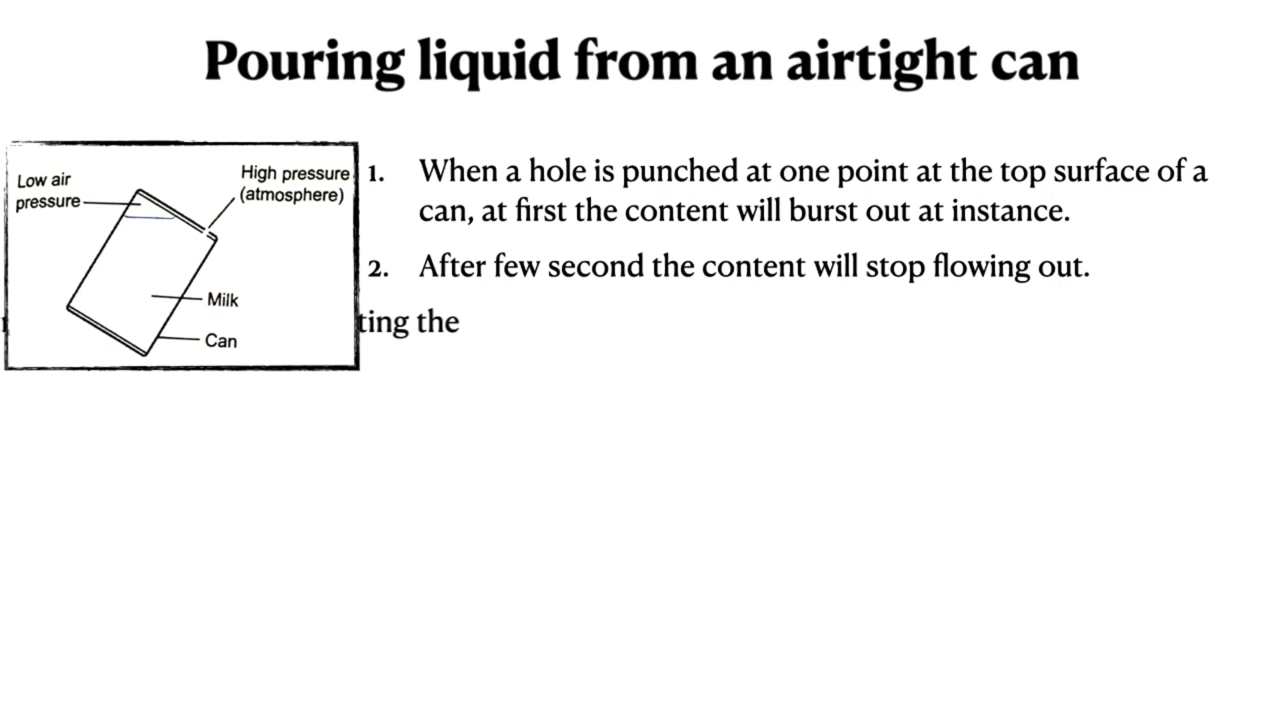 Pouring liquid from an airtight can
Low air
pressure
High pressure
(atmosphere)
Milk
Can
1. When a hole is punched at one point at the top surface of a
can, at first the content will burst out at instance.
2. After few second the content will stop flowing out.
ting the